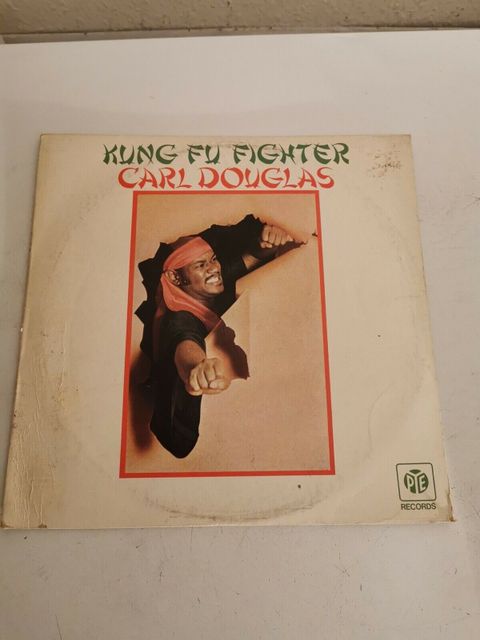 KUNG FU FIGHTER
CARL DOUGLAS
PYE
RECORDS